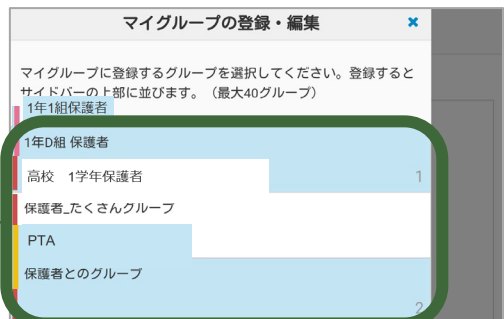 マイグループの登録・編集 ×
マイグループに登録するグループを選択してください。登録すると
サイドバーの上部に並びます。（最大40グループ）
1年1組保護者
1年D組 保護者
高校　1学年保護者 1
保護者_たくさんグループ
PTA
保護者とのグループ
2